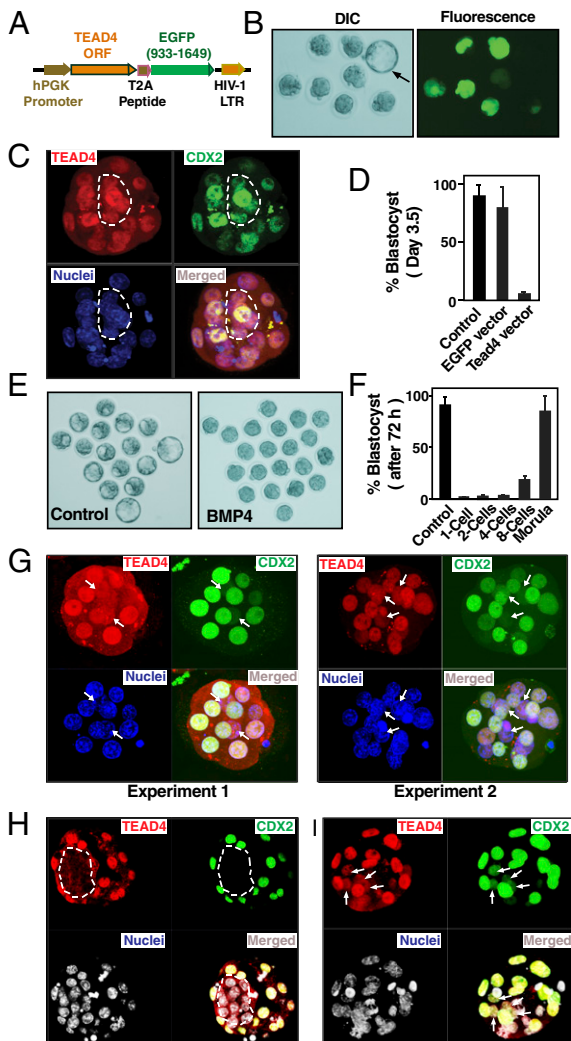 A
TEAD4
ORF
EGFP
(933-1649)
hPGK
Promoter
T2A
Peptide
HIV-1
LTR
B
DIC
Fluorescence
C
TEAD4
CDX2
Nuclei
Merged
D
% Blastocyst
( Day 3.5)
100
50
0
Control
EGFP vector
Tead4 vector
E
Control
BMP4
F
% Blastocyst
( after 72 h )
100
50
0
Control
1-Cell
2-Cells
4-Cells
8-Cells
Morula
G
TEAD4
CDX2
Nuclei
Merged
Experiment 1
TEAD4
CDX2
Nuclei
Merged
Experiment 2
H
TEAD4
CDX2
Nuclei
Merged
I
TEAD4
CDX2
Nuclei
Merged